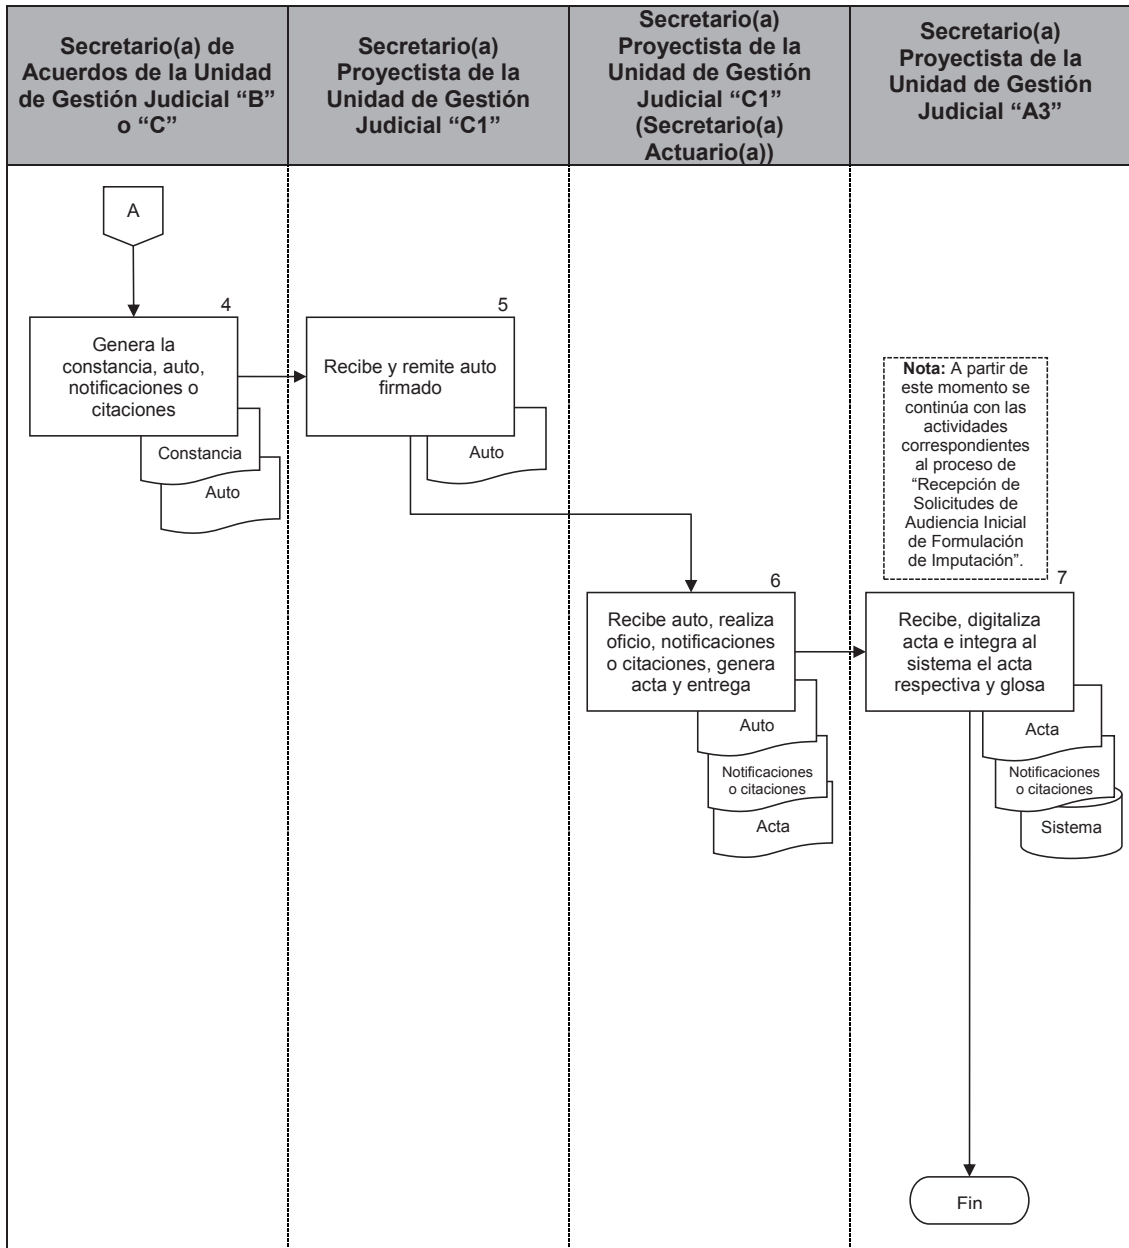 Secretario(a) de
Acuerdos de la Unidad
de Gestión Judicial “B”
o “C”
Secretario(a)
Proyectista de la
Unidad de Gestión
Judicial “C1”
Secretario(a)
Proyectista de la
Unidad de Gestión
Judicial “C1”
(Secretario(a)
Actuario(a))
Secretario(a)
Proyectista de la
Unidad de Gestión
Judicial “A3”
A
4
Genera la
constancia, auto,
notificaciones o
citaciones
Constancia
Auto
5
Recibe y remite auto
firmado
Auto
6
Recibe auto, realiza
oficio, notificaciones
o citaciones, genera
acta y entrega
Auto
Notificaciones
o citaciones
Acta
Nota: A partir de
este momento se
continúa con las
actividades
correspondientes
al proceso de
“Recepción de
Solicitudes de
Audiencia Inicial
de Formulación
de Imputación”.
7
Recibe, digitaliza
acta e integra al
sistema el acta
respectiva y glosa
Acta
Notificaciones
o citaciones
Sistema
Fin